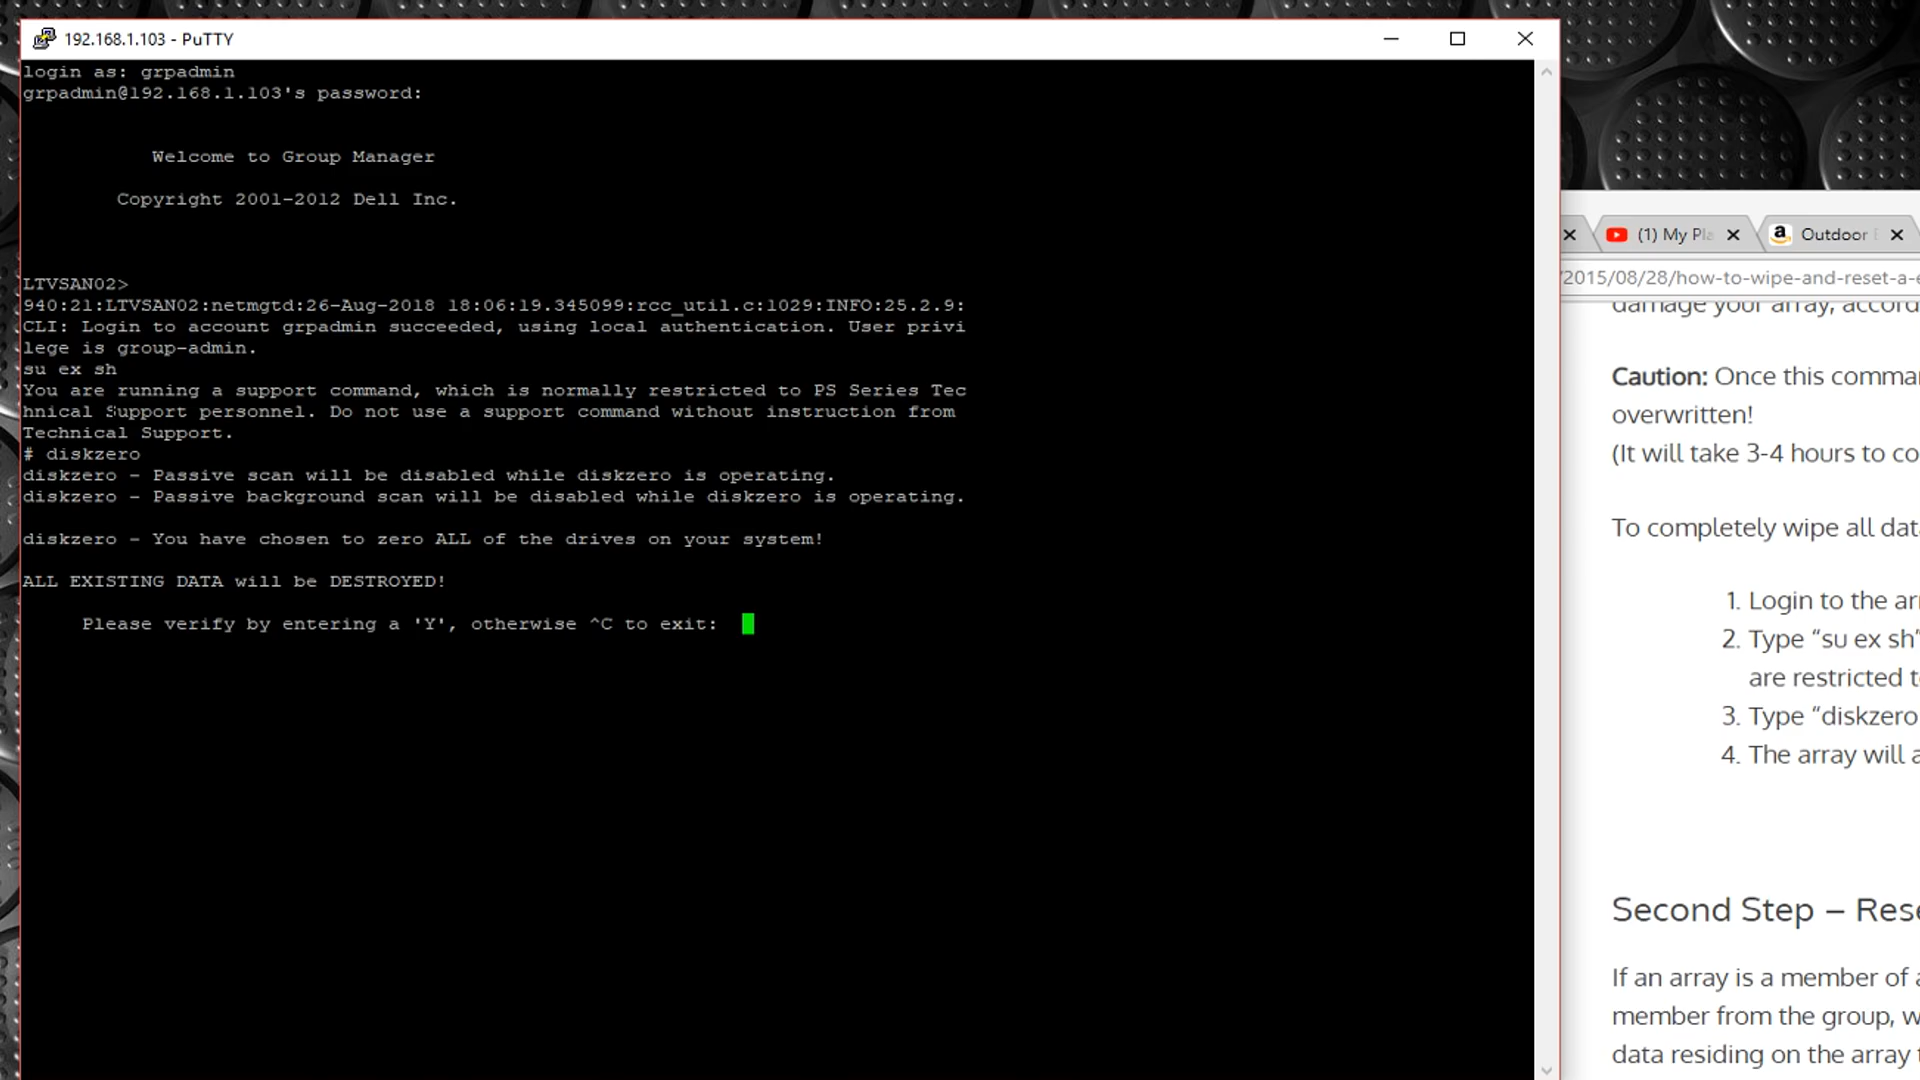 192.168.1.103 - PuTTY
login as: grpadmin
grpadmin@192.168.1.103's password:
Welcome to Group Manager
Copyright 2001-2012 Dell Inc.
LTVSAN02>
940:21:LTVSAN02:netmgtd:26-Aug-2018 18:06:19.345099:rcc_util.c:1029:INFO:25.2.9:
CLI: Login to account grpadmin succeeded, using local authentication. User privi
lege is group-admin.
su ex sh
You are running a support command, which is normally restricted to PS Series Tec
hnical Support personnel. Do not use a support command without instruction from
Technical Support.
# diskzero
diskzero - Passive scan will be disabled while diskzero is operating.
diskzero - Passive background scan will be disabled while diskzero is operating.
diskzero - You have chosen to zero ALL of the drives on your system!
ALL EXISTING DATA will be DESTROYED!
Please verify by entering a 'Y', otherwise ^C to exit:
(1) My Pla
Outdoor
/2015/08/28/how-to-wipe-and-reset-a-e
damage your array, accord
Caution: Once this comma
overwritten!
(It will take 3-4 hours to co
To completely wipe all dat
1. Login to the ar
2. Type “su ex sh”
are restricted t
3. Type “diskzero
4. The array will a
Second Step – Rese
If an array is a member of a
member from the group, w
data residing on the array t